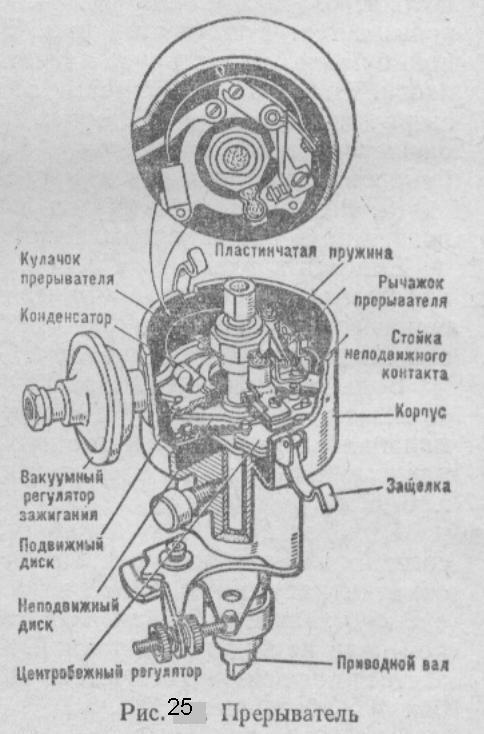 Пластинчатая пружина
Кулачок
прерывателя
Рычажок
прерывателя
Конденсатор
Стойка
неподвижного
контакта
Корпус
Вакуумный
регулятор
зажигания
Защелка
Подвижный
диск
Неподвижный
диск
Центробежный регулятор
Приводной вал
Рис. 25 Прерыватель